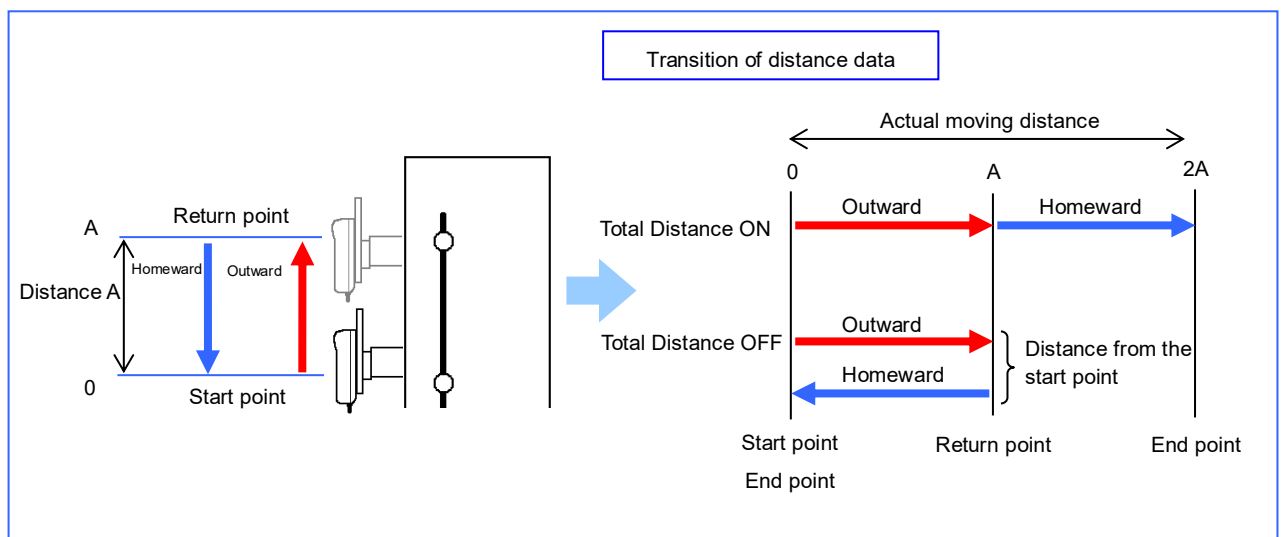 Transition of distance data
A
Return point
Homeward
Outward
Distance A
0
Start point
Actual moving distance
0
A
2A
Total Distance ON
Outward
Homeward
Total Distance OFF
Outward
Homeward
Distance from the
start point
Start point
Return point
End point
End point